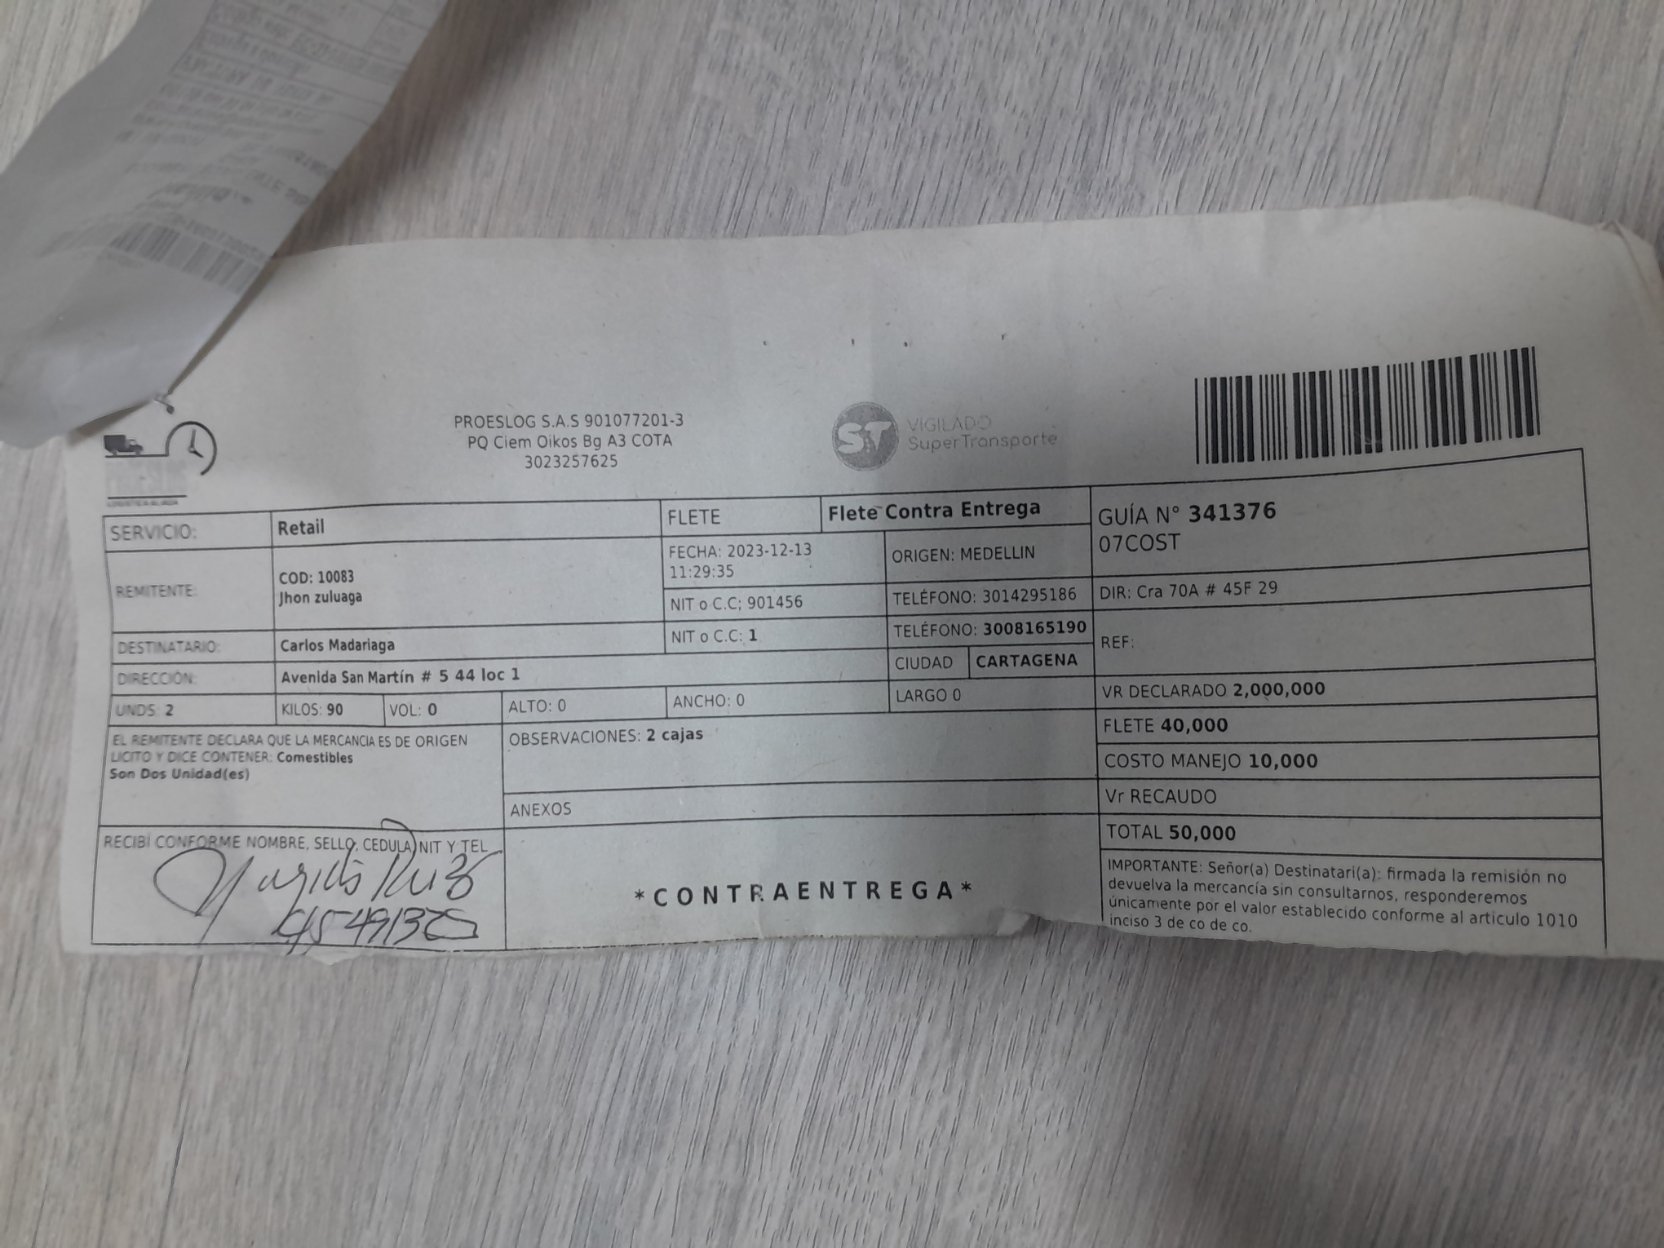 PROESLOG S.A.S 901077201-3
PQ Ciem Oikos Bg A3 COTA
3023257625
ST VIGILADO
SuperTransporte
SERVICIO: Retail FLETE Flete Contra Entrega
GUÍA N° 341376
07COST
REMITENTE: COD: 10083
Jhon zuluaga
FECHA: 2023-12-13
11:29:35
ORIGEN: MEDELLIN
NIT o C.C; 901456 TELÉFONO: 3014295186 DIR: Cra 70A # 45F 29
DESTINATARIO: Carlos Madariaga NIT o C.C: 1 TELÉFONO: 3008165190 REF:
DIRECCIÓN: Avenida San Martín # 5 44 loc 1 CIUDAD CARTAGENA
UNDS: 2 KILOS: 90 VOL: 0 ALTO: 0 ANCHO: 0 LARGO 0 VR DECLARADO 2,000,000
EL REMITENTE DECLARA QUE LA MERCANCIA ES DE ORIGEN
LICITO Y DICE CONTENER: Comestibles
Son Dos Unidad(es)
OBSERVACIONES: 2 cajas
FLETE 40,000
COSTO MANEJO 10,000
ANEXOS
Vr RECAUDO
TOTAL 50,000
RECIBI CONFORME NOMBRE, SELLO, CEDULA, NIT Y TEL
*CONTRAENTREGA*
IMPORTANTE: Señor(a) Destinatari(a): firmada la remisión no
devuelva la mercancía sin consultarnos, responderemos
únicamente por el valor establecido conforme al articulo 1010
inciso 3 de co de co.